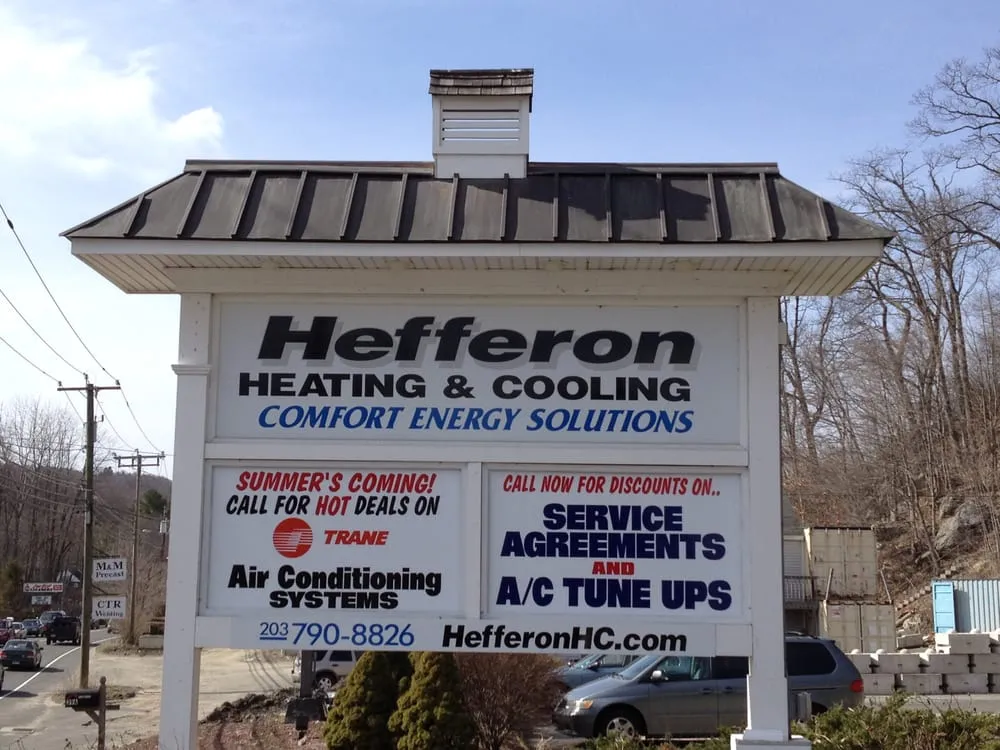 Hefferon
HEATING & COOLING
COMFORT ENERGY SOLUTIONS
SUMMER'S COMING!
CALL FOR HOT DEALS ON
TRANE
Air Conditioning
SYSTEMS
CALL NOW FOR DISCOUNTS ON..
SERVICE
AGREEMENTS
AND
A/C TUNE UPS
203 790-8826 HefferonHC.com
M&M
Precast
CTR
Welding